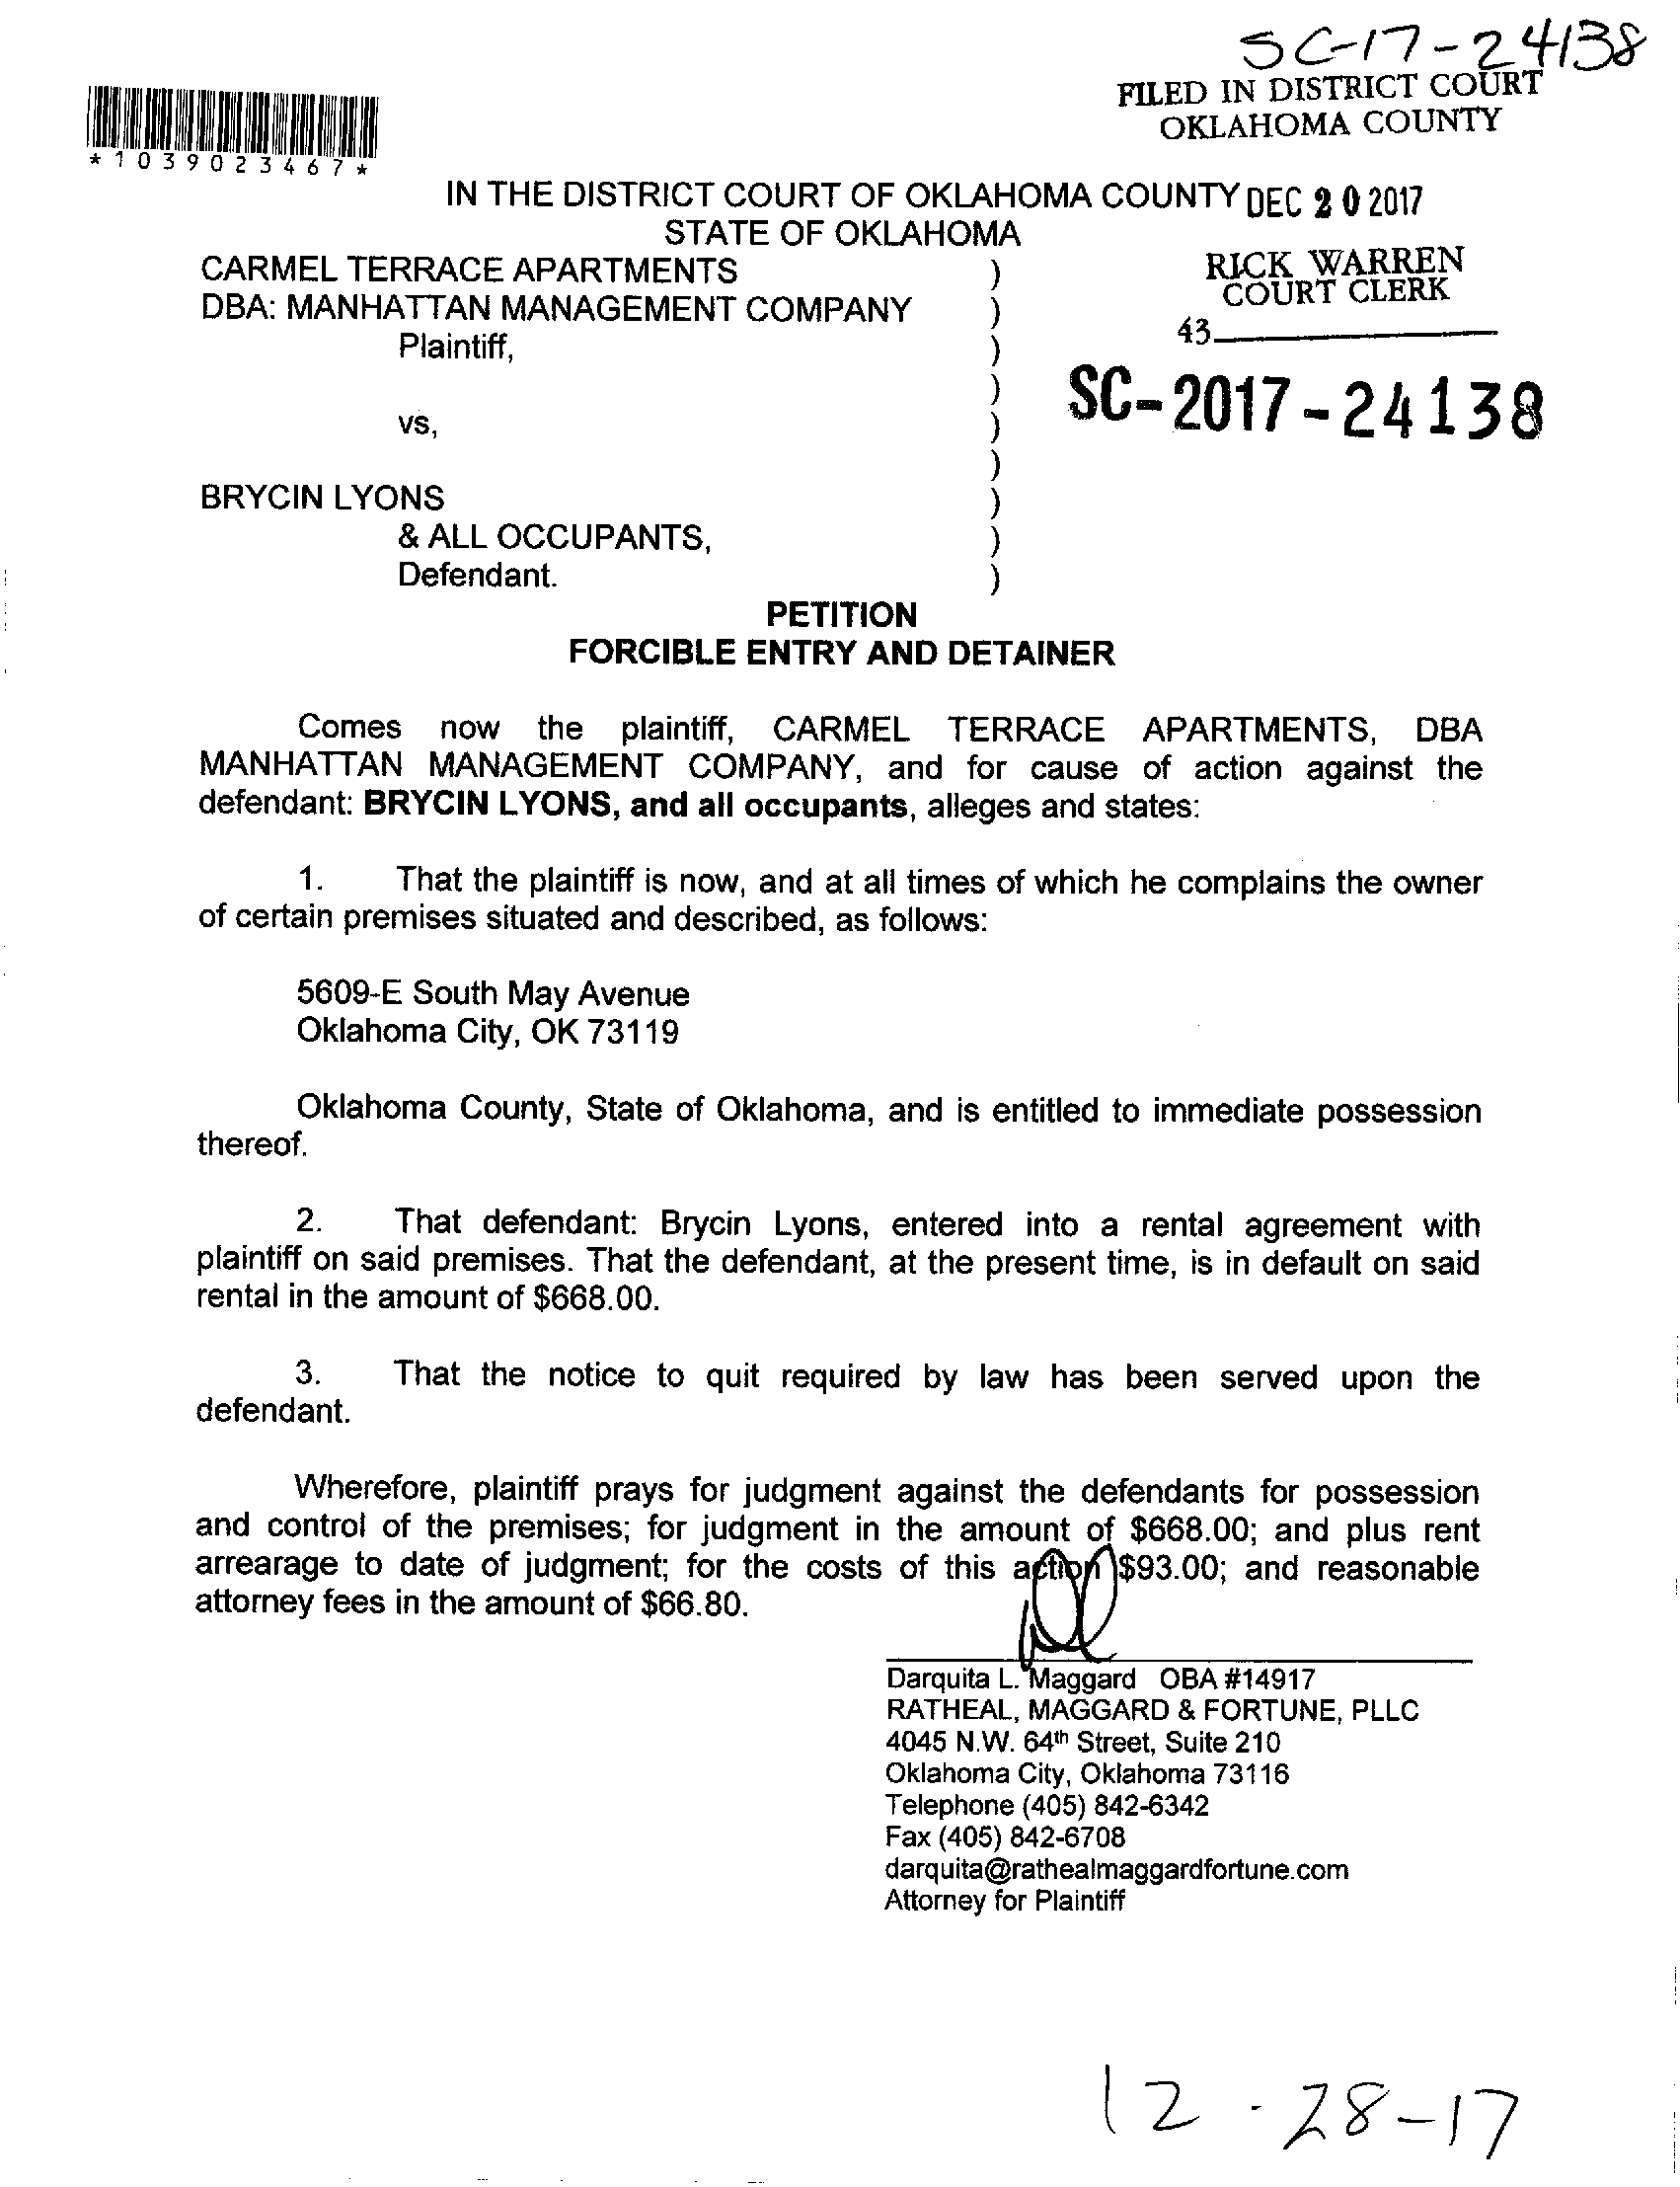 SC-17-24138
FILED IN DISTRICT COURT
OKLAHOMA COUNTY
*1039023467*
IN THE DISTRICT COURT OF OKLAHOMA COUNTY DEC 20 2017
STATE OF OKLAHOMA
CARMEL TERRACE APARTMENTS )
RICK WARREN
COURT CLERK
DBA: MANHATTAN MANAGEMENT COMPANY )
43
Plaintiff, )
)
SC-2017-24138
vs, )
)
BRYCIN LYONS )
& ALL OCCUPANTS, )
Defendant. )
PETITION
FORCIBLE ENTRY AND DETAINER
Comes now the plaintiff, CARMEL TERRACE APARTMENTS, DBA
MANHATTAN MANAGEMENT COMPANY, and for cause of action against the
defendant: BRYCIN LYONS, and all occupants, alleges and states:
1. That the plaintiff is now, and at all times of which he complains the owner
of certain premises situated and described, as follows:
5609-E South May Avenue
Oklahoma City, OK 73119
Oklahoma County, State of Oklahoma, and is entitled to immediate possession
thereof.
2. That defendant: Brycin Lyons, entered into a rental agreement with
plaintiff on said premises. That the defendant, at the present time, is in default on said
rental in the amount of $668.00.
3. That the notice to quit required by law has been served upon the
defendant.
Wherefore, plaintiff prays for judgment against the defendants for possession
and control of the premises; for judgment in the amount of $668.00; and plus rent
arrearage to date of judgment; for the costs of this action $93.00; and reasonable
attorney fees in the amount of $66.80.
Darquita L. Maggard OBA #14917
RATHEAL, MAGGARD & FORTUNE, PLLC
4045 N.W. 64th Street, Suite 210
Oklahoma City, Oklahoma 73116
Telephone (405) 842-6342
Fax (405) 842-6708
darquita@rathealmaggardfortune.com
Attorney for Plaintiff
12-28-17